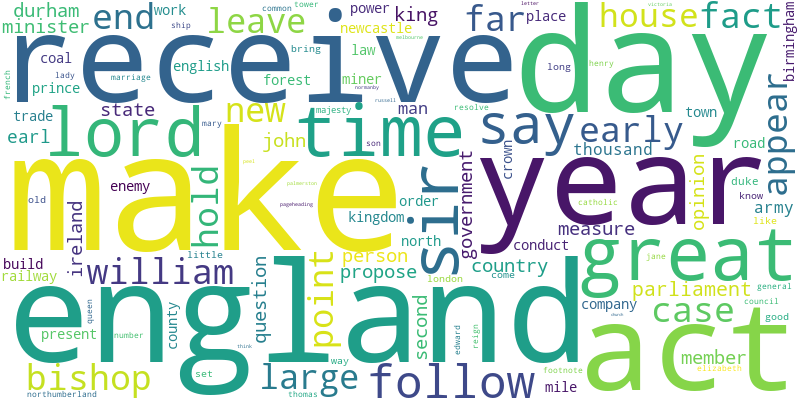 durham end work leave power king far place house fact birmingham
minister ship common tower newcastle letter victoria
received day
coal english bring law melbourne long henry
french prince lady marriage forest miner normanby
state majesty russell resolve man say early town
trade lord new time appear
earl mary john son thousand road
make year
enemy hold peel palmerston sir government crown opinion duke know
old pageheading order catholic army like
ireland kingdom measure
north conduct great
build little person country jane
railway william point propose london come general
england act
queen question company parliament council
present number county second edward reign case good
think way member
set footnote elizabeth
bishop large follow mile church
northumberland thomas